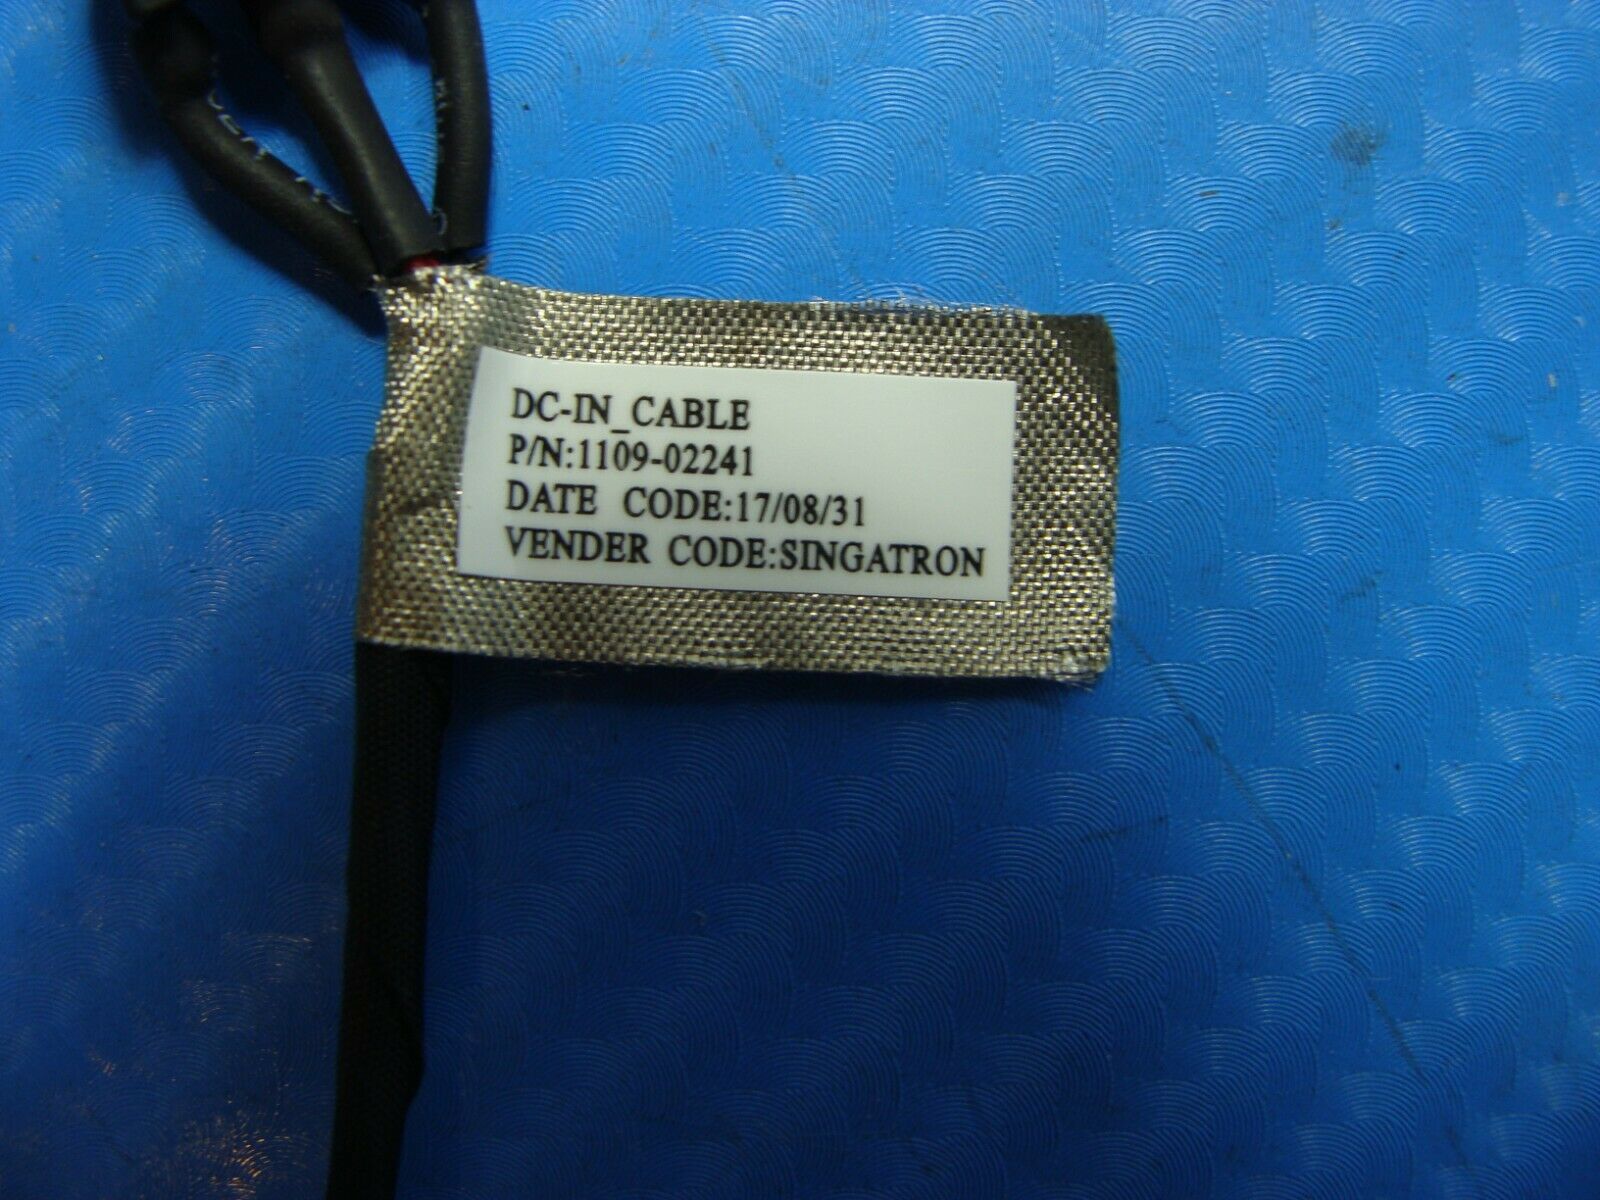 DC-IN_CABLE
P/N:1109-02241
DATE CODE:17/08/31
VENDER CODE:SINGATRON